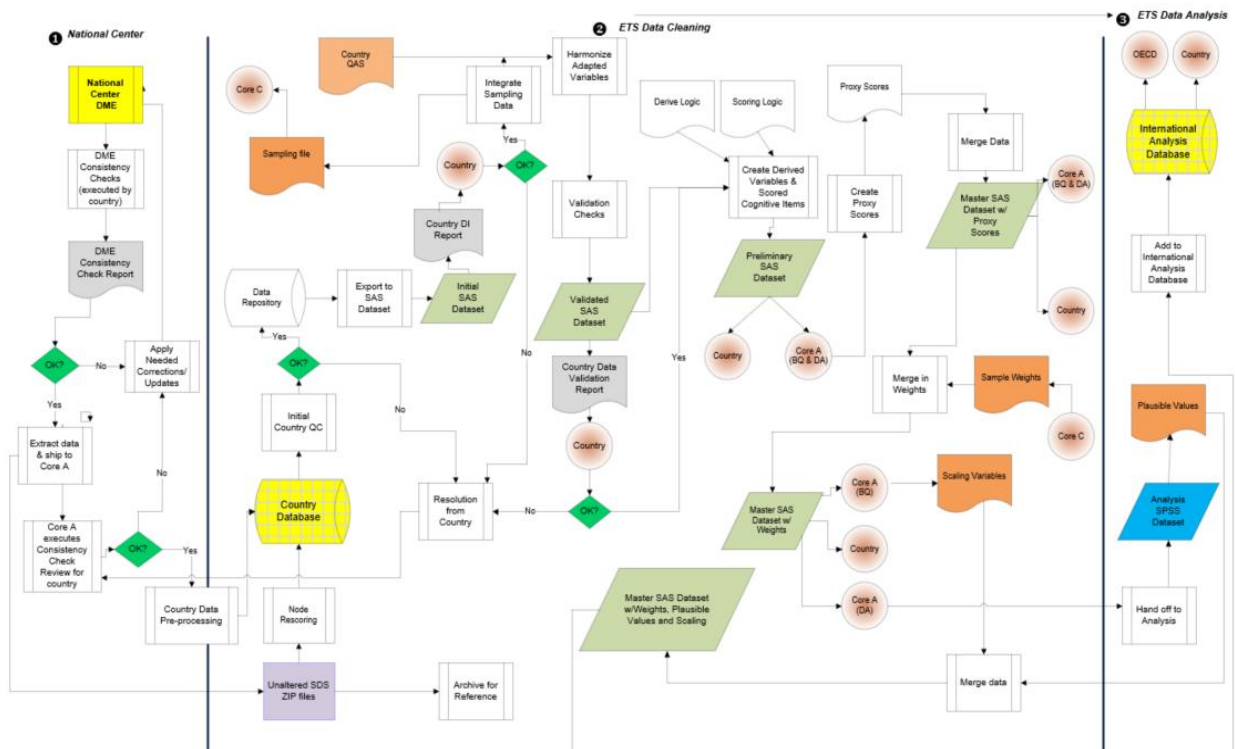 ❶ National Center
❷ ETS Data Cleaning
❸ ETS Data Analysis
National
Center
DME
DME
Consistency
Checks
(executed by
country)
DME
Consistency
Check Report
OK?
No
Apply
Needed
Corrections/
Updates
Yes
Extract data
& ship to
Core A
No
Core A
executes
Consistency
Check
Review for
country
OK?
Yes
Country Data
Pre-processing
Core C
Sampling file
Country
QAS
Integrate
Sampling
Data
Yes
OK?
Country
Country DI
Report
Data
Repository
Export to
SAS
Dataset
Initial
SAS
Dataset
Yes
OK?
No
Initial
Country QC
Country
Database
Node
Rescoring
Unaltered SDS
ZIP files
Archive for
Reference
Resolution
from
Country
No
Harmonize
Adapted
Variables
Validation
Checks
Validated
SAS
Dataset
Country Data
Validation
Report
Country
OK?
No
Yes
Derive Logic
Scoring Logic
Create Derived
Variables &
Scored
Cognitive Items
Preliminary
SAS
Dataset
Country
Core A
(BQ & DA)
Proxy Scores
Create
Proxy
Scores
Merge Data
Master SAS
Dataset w/
Proxy
Scores
Core A
(BQ & DA)
Country
Merge in
Weights
Sample Weights
Core C
Master SAS
Dataset w/
Weights
Core A
(BQ)
Scaling Variables
Country
Core A
(DA)
Master SAS Dataset
w/Weights, Plausible
Values and Scaling
Merge data
OECD
Country
International
Analysis
Database
Add to
International
Analysis
Database
Plausible Values
Analysis
SPSS
Dataset
Hand off to
Analysis